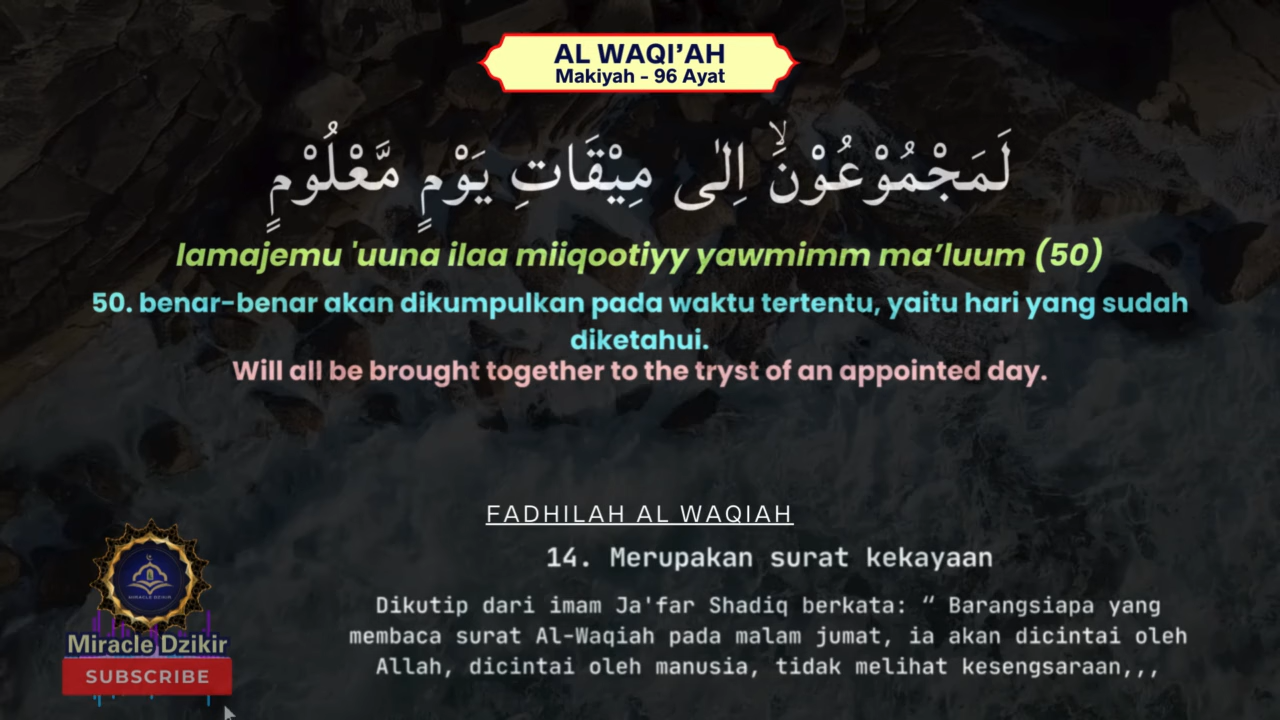 AL WAQI’AH
Makiyah - 96 Ayat
لَمَجْمُوْعُوْنَۙ اِلٰى مِيْقَاتِ يَوْمٍ مَّعْلُوْمٍ
lamajemu 'uuna ilaa miiqootiyy yawmimm ma’luum (50)
50. benar-benar akan dikumpulkan pada waktu tertentu, yaitu hari yang sudah
diketahui.
Will all be brought together to the tryst of an appointed day.
FADHILAH AL WAQIAH
14. Merupakan surat kekayaan
Dikutip dari imam Ja'far Shadiq berkata: “ Barangsiapa yang
membaca surat Al-Waqiah pada malam jumat, ia akan dicintai oleh
Allah, dicintai oleh manusia, tidak melihat kesengsaraan,,,
MIRACLE DZIKIR
Miracle Dzikir
SUBSCRIBE